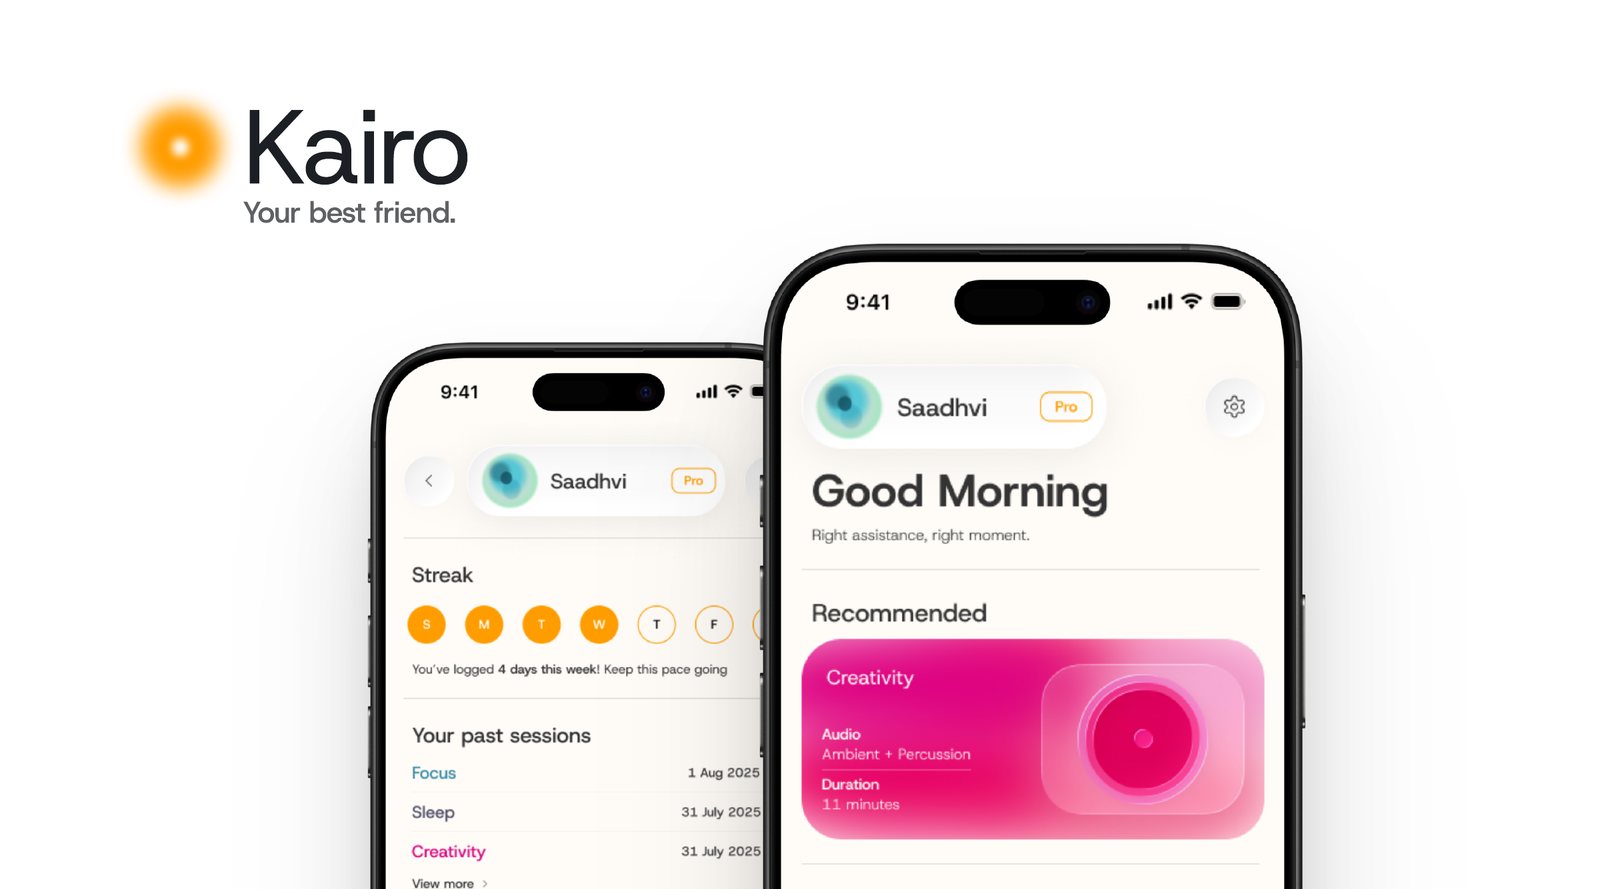 Kairo
Your best friend.
9:41
Saadhvi
Pro
Streak
S M T W T F
You've logged 4 days this week! Keep this pace going
Your past sessions
Focus 1 Aug 2025
Sleep 31 July 2025
Creativity 31 July 2025
View more
9:41
Saadhvi
Pro
Good Morning
Right assistance, right moment.
Recommended
Creativity
Audio
Ambient + Percussion
Duration
11 minutes